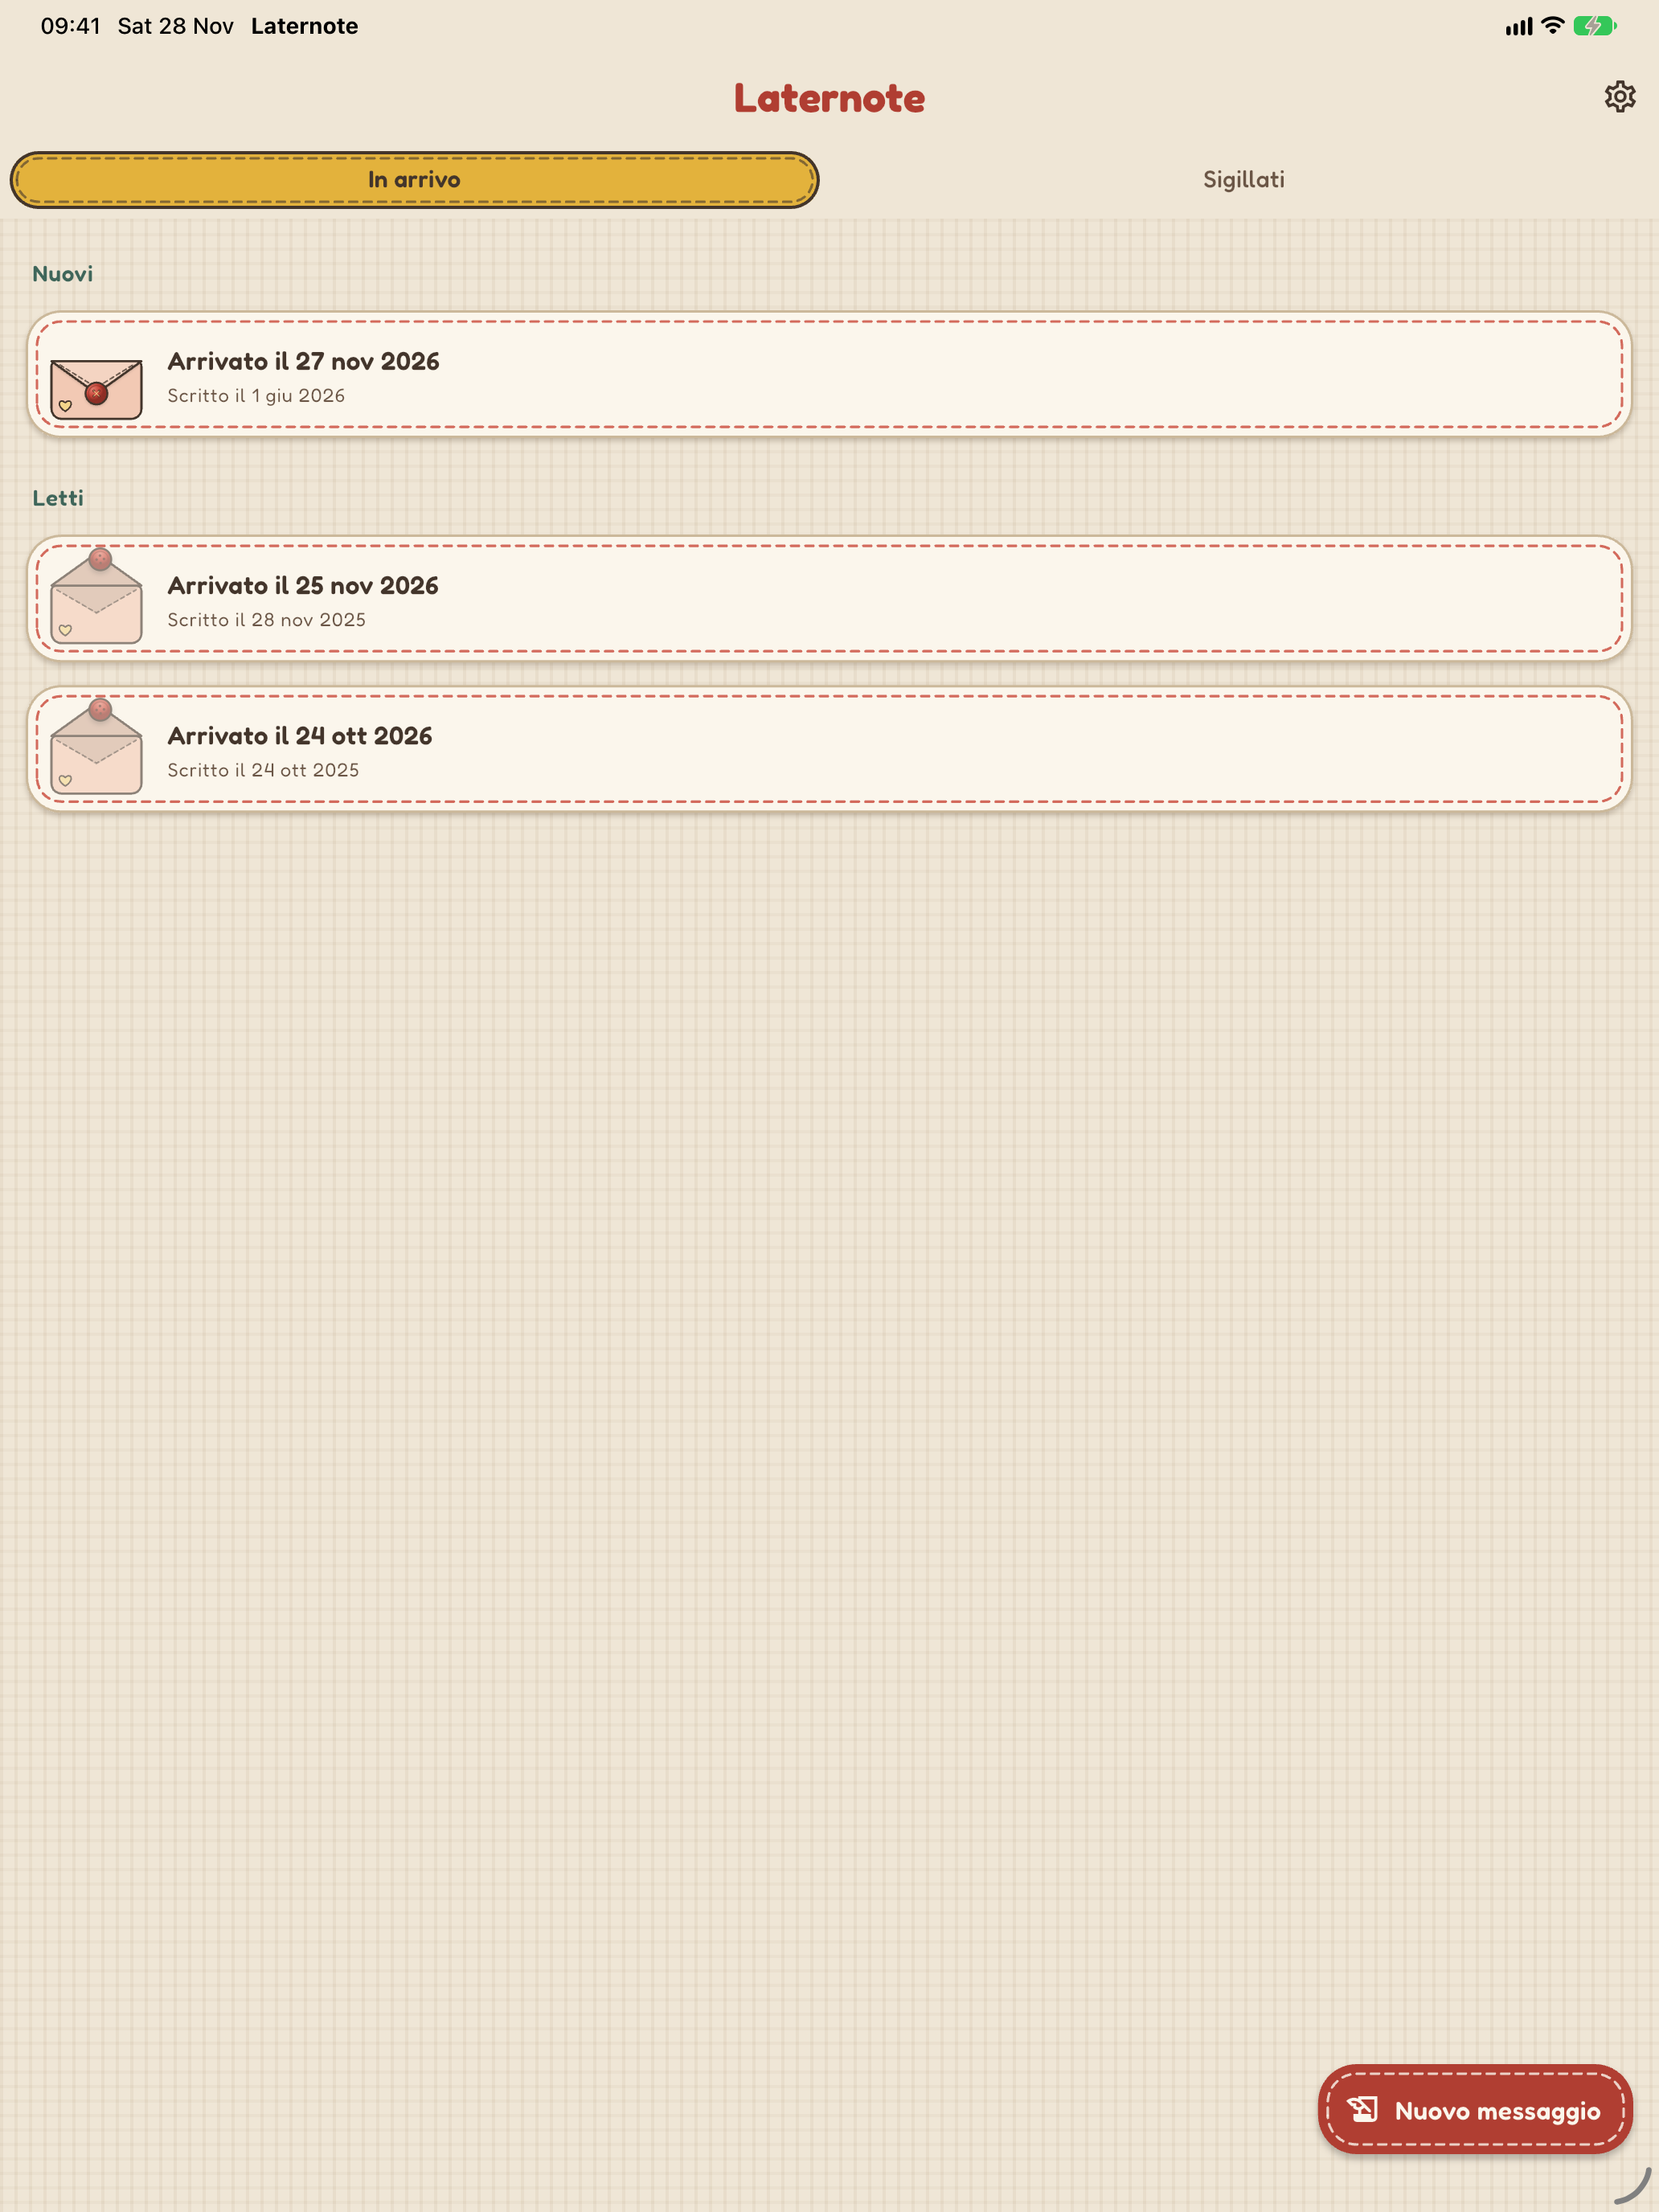 09:41 Sat 28 Nov Laternote
Laternote
In arrivo
Sigillati
Nuovi
Arrivato il 27 nov 2026
Scritto il 1 giu 2026
Letti
Arrivato il 25 nov 2026
Scritto il 28 nov 2025
Arrivato il 24 ott 2026
Scritto il 24 ott 2025
Nuovo messaggio